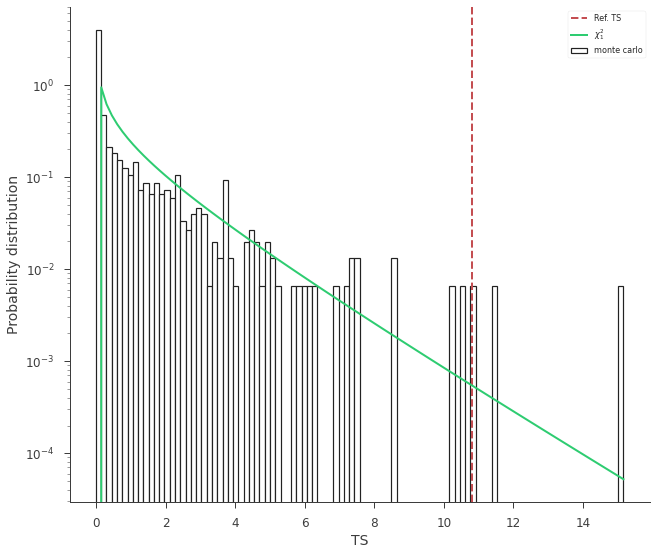 Ref. TS
χ²₁
monte carlo
Probability distribution
10⁰
10⁻¹
10⁻²
10⁻³
10⁻⁴
0 2 4 6 8 10 12 14
TS